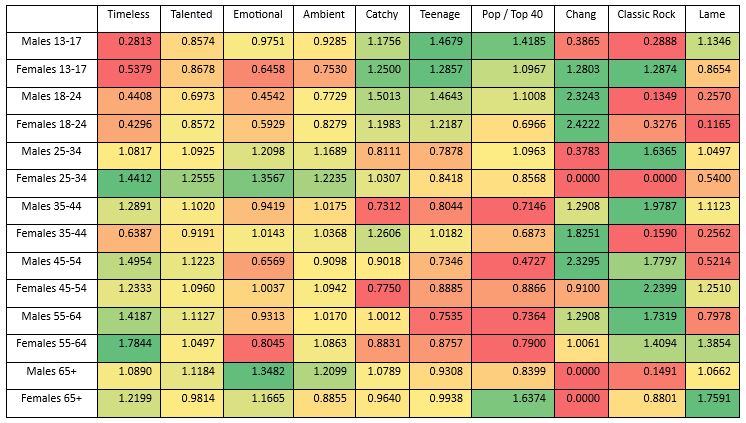 Timeless Talented Emotional Ambient Catchy Teenage Pop / Top 40 Chang Classic Rock Lame
Males 13-17 0.2813 0.8574 0.9751 0.9285 1.1756 1.4679 1.4185 0.3865 0.2888 1.1346
Females 13-17 0.5379 0.8678 0.6458 0.7530 1.2500 1.2857 1.0967 1.2803 1.2874 0.8654
Males 18-24 0.4408 0.6973 0.4542 0.7729 1.5013 1.4643 1.1008 2.3243 0.1349 0.2570
Females 18-24 0.4296 0.8572 0.5929 0.8279 1.1983 1.2187 0.6966 2.4222 0.3276 0.1165
Males 25-34 1.0817 1.0925 1.2098 1.1689 0.8111 0.7878 1.0963 0.3783 1.6365 1.0497
Females 25-34 1.4412 1.2555 1.3567 1.2235 1.0307 0.8418 0.8568 0.0000 0.0000 0.5400
Males 35-44 1.2891 1.1020 0.9419 1.0175 0.7312 0.8044 0.7146 1.2908 1.9787 1.1123
Females 35-44 0.6387 0.9191 1.0143 1.0368 1.2606 1.0182 0.6873 1.8251 0.1590 0.2562
Males 45-54 1.4954 1.1223 0.6569 0.9098 0.9018 0.7346 0.4727 2.3295 1.7797 0.5214
Females 45-54 1.2333 1.0960 1.0037 1.0942 0.7750 0.8885 0.8866 0.9100 2.2399 1.2510
Males 55-64 1.4187 1.1127 0.9313 1.0170 1.0012 0.7535 0.7364 1.2908 1.7319 0.7978
Females 55-64 1.7844 1.0497 0.8045 1.0863 0.8831 0.8757 0.7900 1.0061 1.4094 1.3854
Males 65+ 1.0890 1.1184 1.3482 1.2099 1.0789 0.9308 0.8399 0.0000 0.1491 1.0662
Females 65+ 1.2199 0.9814 1.1665 0.8855 0.9640 0.9938 1.6374 0.0000 0.8801 1.7591